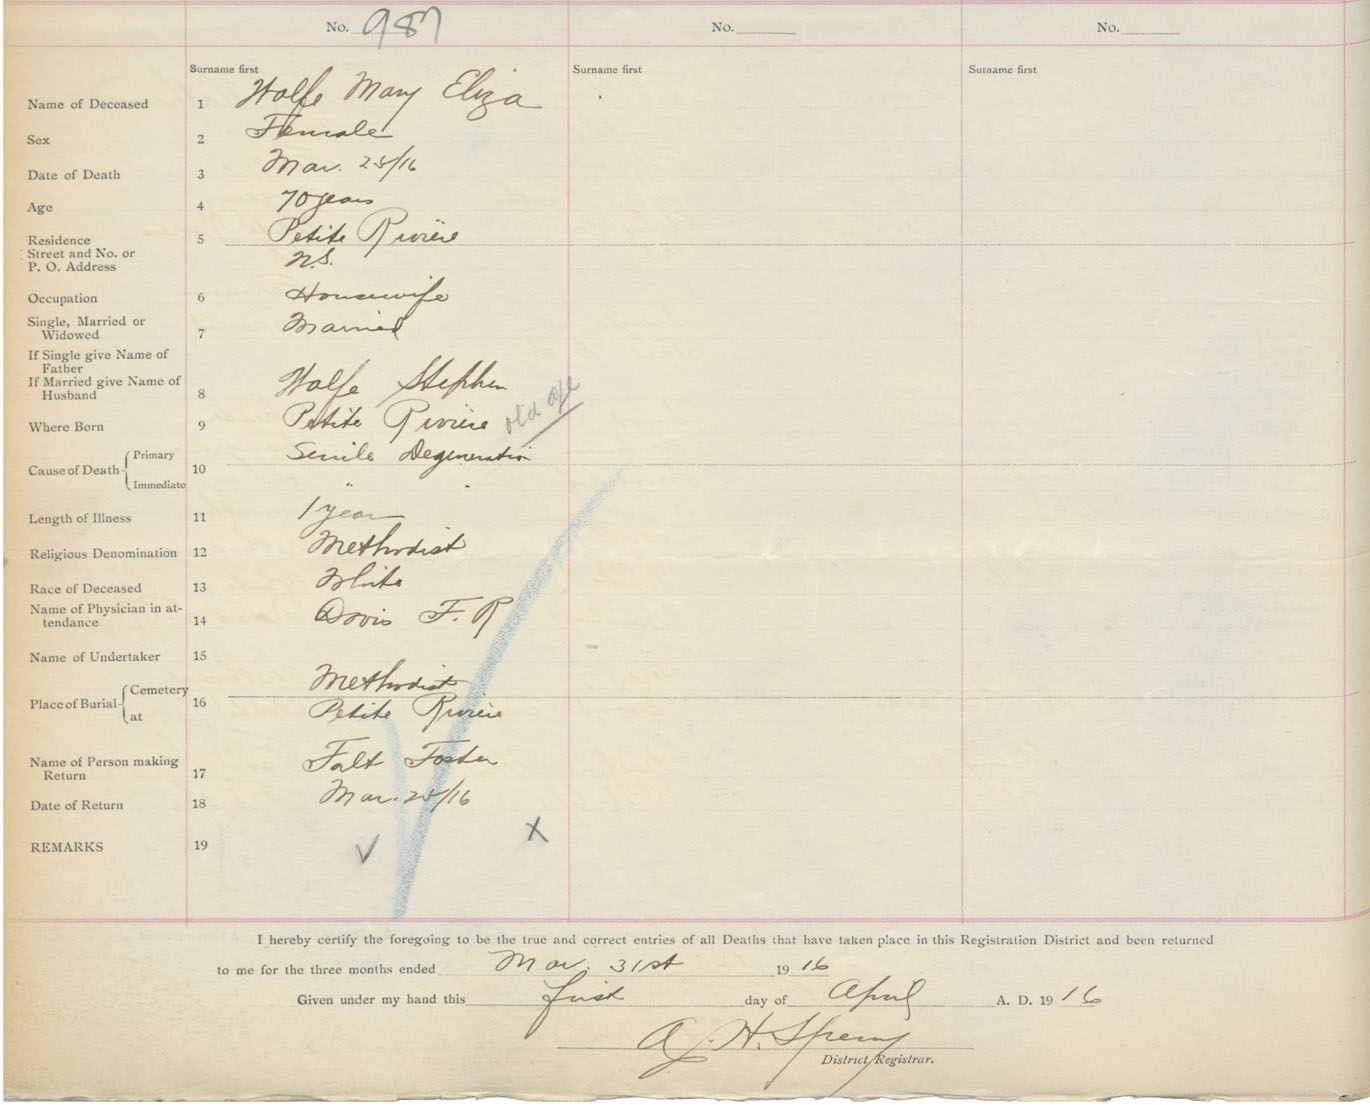 No. 987 No. No.
Surname first Surname first Surname first
Name of Deceased 1 Wolfe Mary Eliza
Sex 2 Female
Date of Death 3 Mar. 25/16
Age 4 70 years
Residence 5 Petite Rivière
Street and No. or
P. O. Address N.S.
Occupation 6 Housewife
Single, Married or
Widowed 7 Married
If Single give Name of
Father
If Married give Name of
Husband 8 Wolfe Stephen
Where Born 9 Petite Riviere old age
Cause of Death Primary 10 Senile Degeneration
Immediate " "
Length of Illness 11 1 year
Religious Denomination 12 Methodist
Race of Deceased 13 White
Name of Physician in at-
tendance 14 Davis F. R
Name of Undertaker 15
Place of Burial Cemetery 16 Methodist
at Petite Riviere
Name of Person making
Return 17 Falt Foster
Date of Return 18 Mar. 25/16
REMARKS 19 X
I hereby certify the foregoing to be the true and correct entries of all Deaths that have taken place in this Registration District and been returned
to me for the three months ended Mar. 31st 19 16
Given under my hand this first day of April A. D. 19 16
A. H. Sperry
District Registrar.